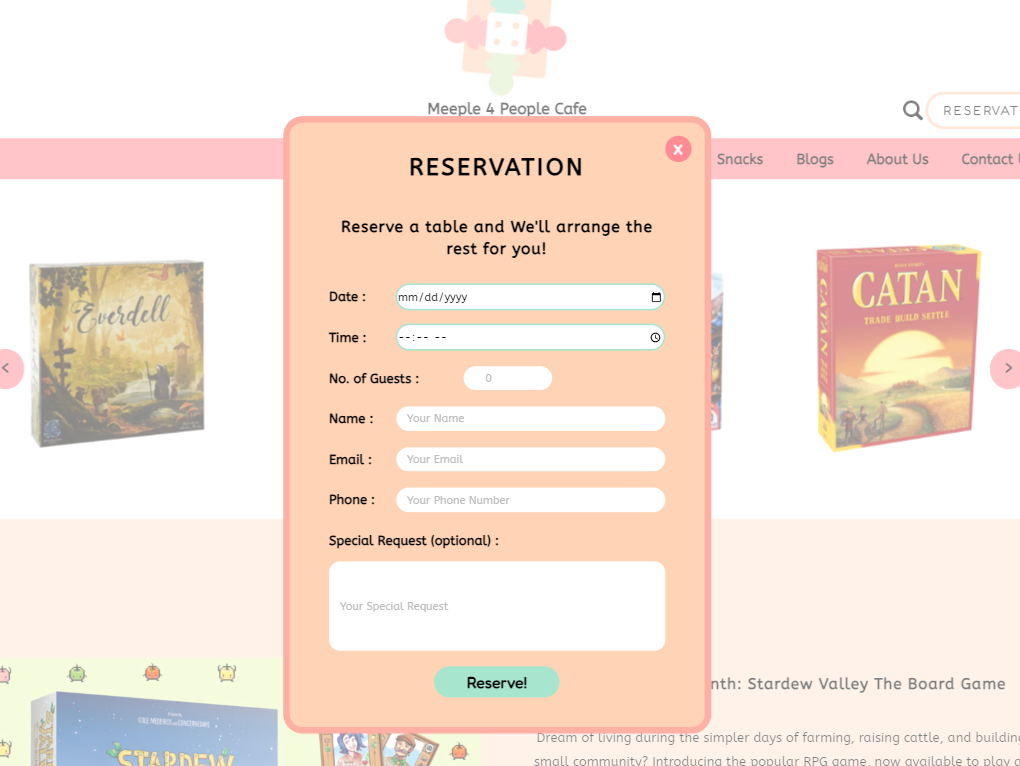 Meeple 4 People Cafe
RESERVAT
Snacks Blogs About Us Contact
X
RESERVATION
Reserve a table and We'll arrange the
rest for you!
Date : mm/dd/yyyy
Time : --:-- --
No. of Guests : 0
Name : Your Name
Email : Your Email
Phone : Your Phone Number
Special Request (optional) :
Your Special Request
Reserve!
Everdell
CATAN
TRADE BUILD SETTLE
nth: Stardew Valley The Board Game
Dream of living during the simpler days of farming, raising cattle, and building
small community? Introducing the popular RPG game, now available to play
STARDEW